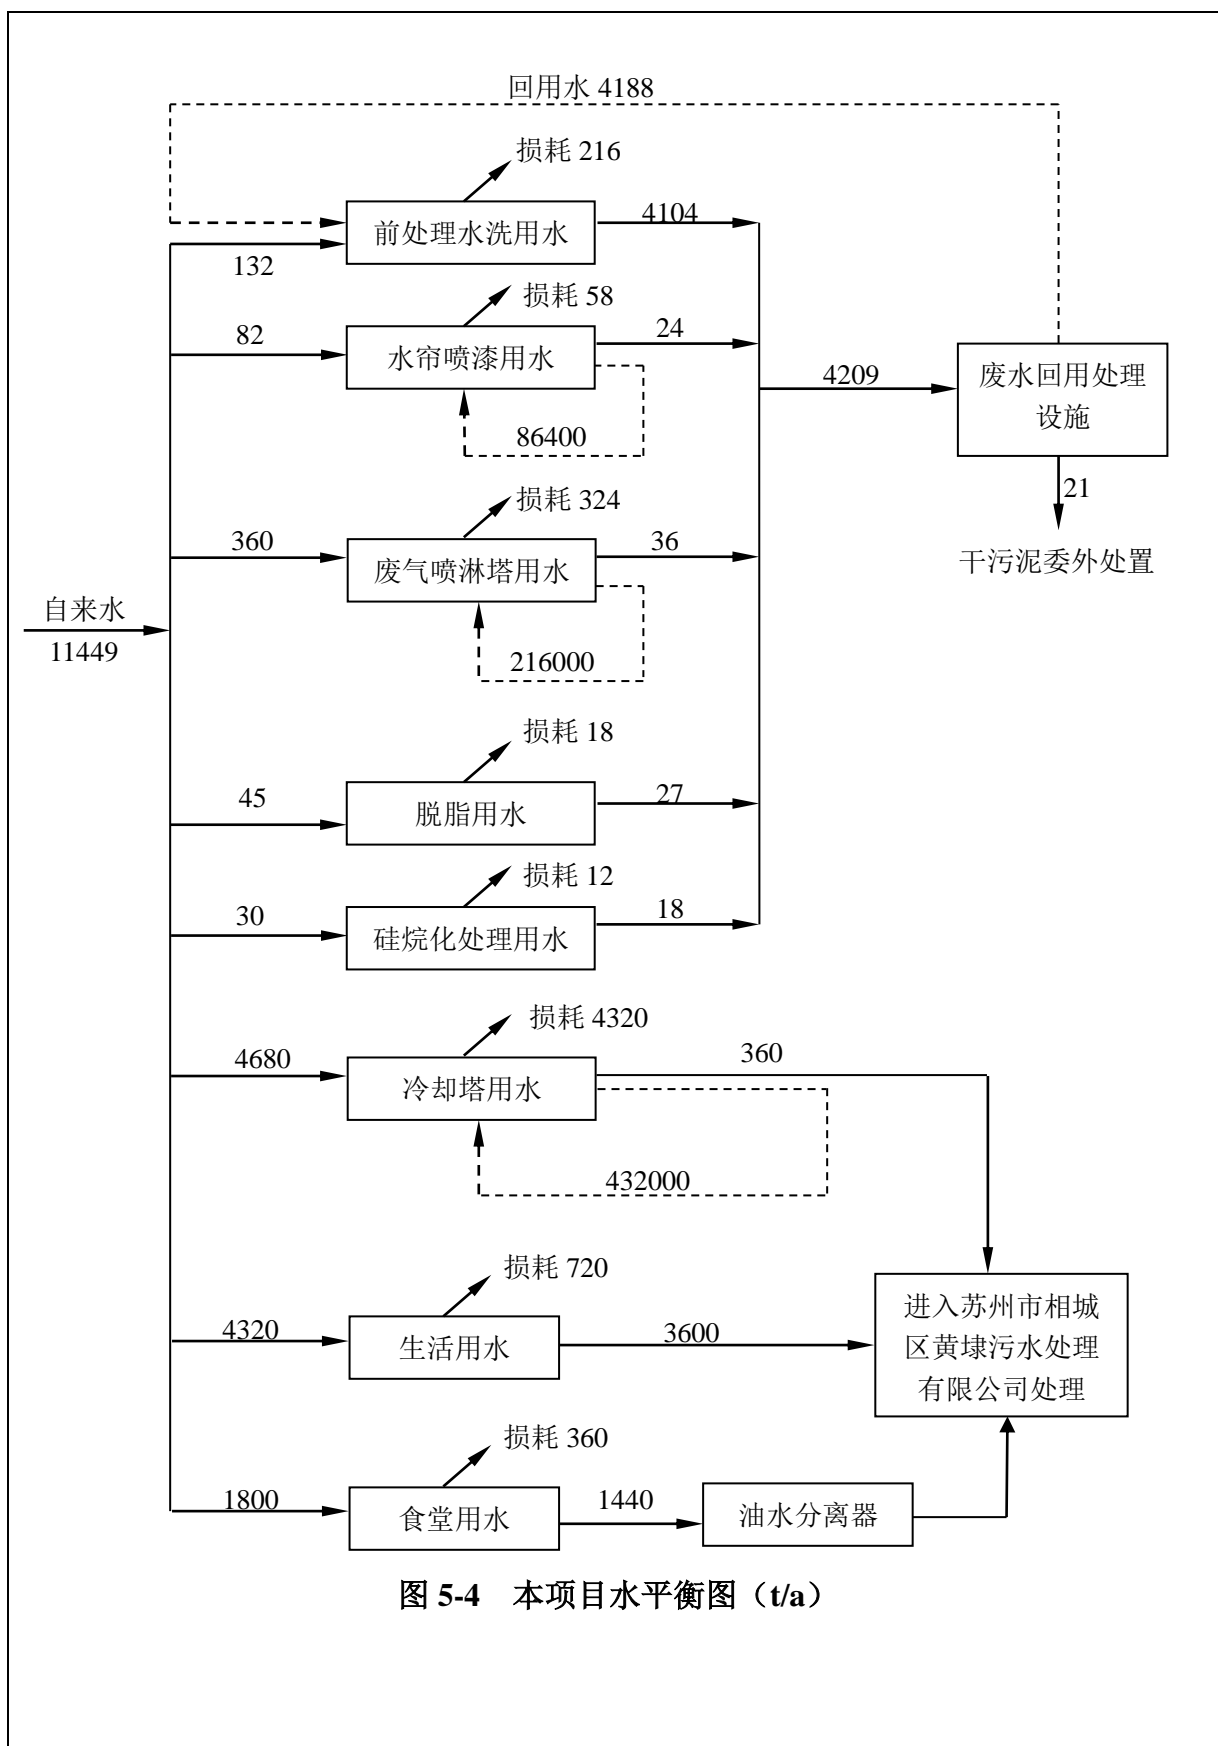 回用水 4188
损耗 216
前处理水洗用水
4104
132
损耗 58
82
水帘喷漆用水
24
86400
4209
废水回用处理
设施
21
干污泥委外处置
损耗 324
360
废气喷淋塔用水
36
216000
自来水
11449
损耗 18
45
脱脂用水
27
损耗 12
30
硅烷化处理用水
18
损耗 4320
4680
冷却塔用水
360
432000
损耗 720
4320
生活用水
3600
进入苏州市相城
区黄埭污水处理
有限公司处理
损耗 360
1800
食堂用水
1440
油水分离器
图 5-4 本项目水平衡图（t/a）